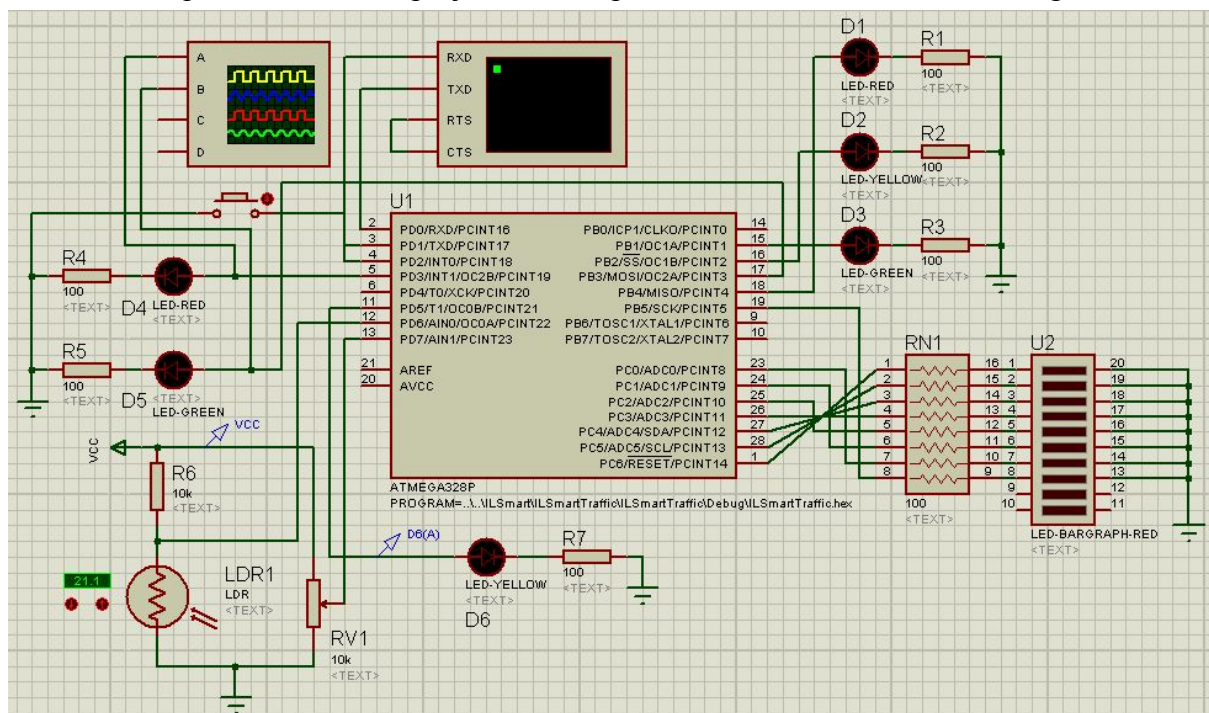 A
B
C
D
RXD
TXD
RTS
CTS
D1
LED-RED
<TEXT>
R1
100
<TEXT>
D2
LED-YELLOW
<TEXT>
R2
100
<TEXT>
D3
LED-GREEN
<TEXT>
R3
100
<TEXT>
U1
2 PD0/RXD/PCINT16
3 PD1/TXD/PCINT17
4 PD2/INT0/PCINT18
5 PD3/INT1/OC2B/PCINT19
6 PD4/T0/XCK/PCINT20
11 PD5/T1/OC0B/PCINT21
12 PD6/AIN0/OC0A/PCINT22
13 PD7/AIN1/PCINT23
21 AREF
20 AVCC
PB0/ICP1/CLKO/PCINT0 14
PB1/OC1A/PCINT1 15
PB2/SS/OC1B/PCINT2 16
PB3/MOSI/OC2A/PCINT3 17
PB4/MISO/PCINT4 18
PB5/SCK/PCINT5 19
PB6/TOSC1/XTAL1/PCINT6 9
PB7/TOSC2/XTAL2/PCINT7 10
PC0/ADC0/PCINT8 23
PC1/ADC1/PCINT9 24
PC2/ADC2/PCINT10 25
PC3/ADC3/PCINT11 26
PC4/ADC4/SDA/PCINT12 27
PC5/ADC5/SCL/PCINT13 28
PC6/RESET/PCINT14 1
ATMEGA328P
PROGRAM=..\..\ILSmart\ILSmartTraffic\ILSmartTraffic\Debug\ILSmartTraffic.hex
R4
100
<TEXT>
D4
LED-RED
<TEXT>
R5
100
<TEXT>
D5
LED-GREEN
<TEXT>
VCC
VCC
R6
10k
<TEXT>
21.1
LDR1
LDR
<TEXT>
RV1
10k
<TEXT>
D6(A)
LED-YELLOW
<TEXT>
D6
R7
100
<TEXT>
RN1
1 16
2 15
3 14
4 13
5 12
6 11
7 10
8 9
100
<TEXT>
U2
1 20
2 19
3 18
4 17
5 16
6 15
7 14
8 13
9 12
10 11
LED-BARGRAPH-RED
<TEXT>